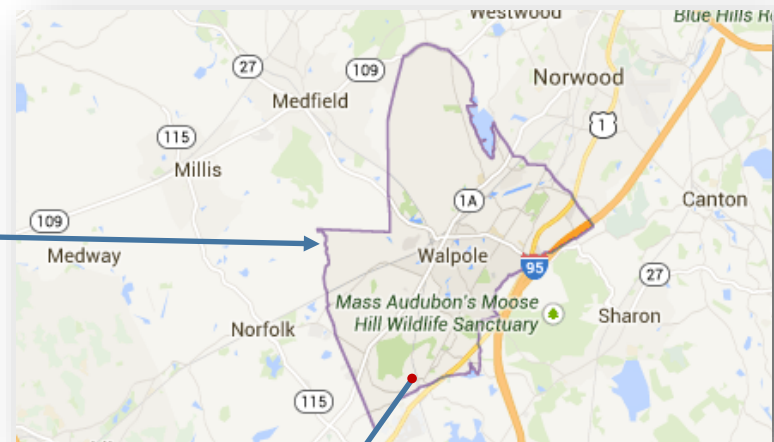 Westwood
Blue Hills R
27
109
Norwood
Medfield
1
115
Millis
1A
Canton
109
Medway
Walpole
95
27
Mass Audubon's Moose
Hill Wildlife Sanctuary
Sharon
Norfolk
115